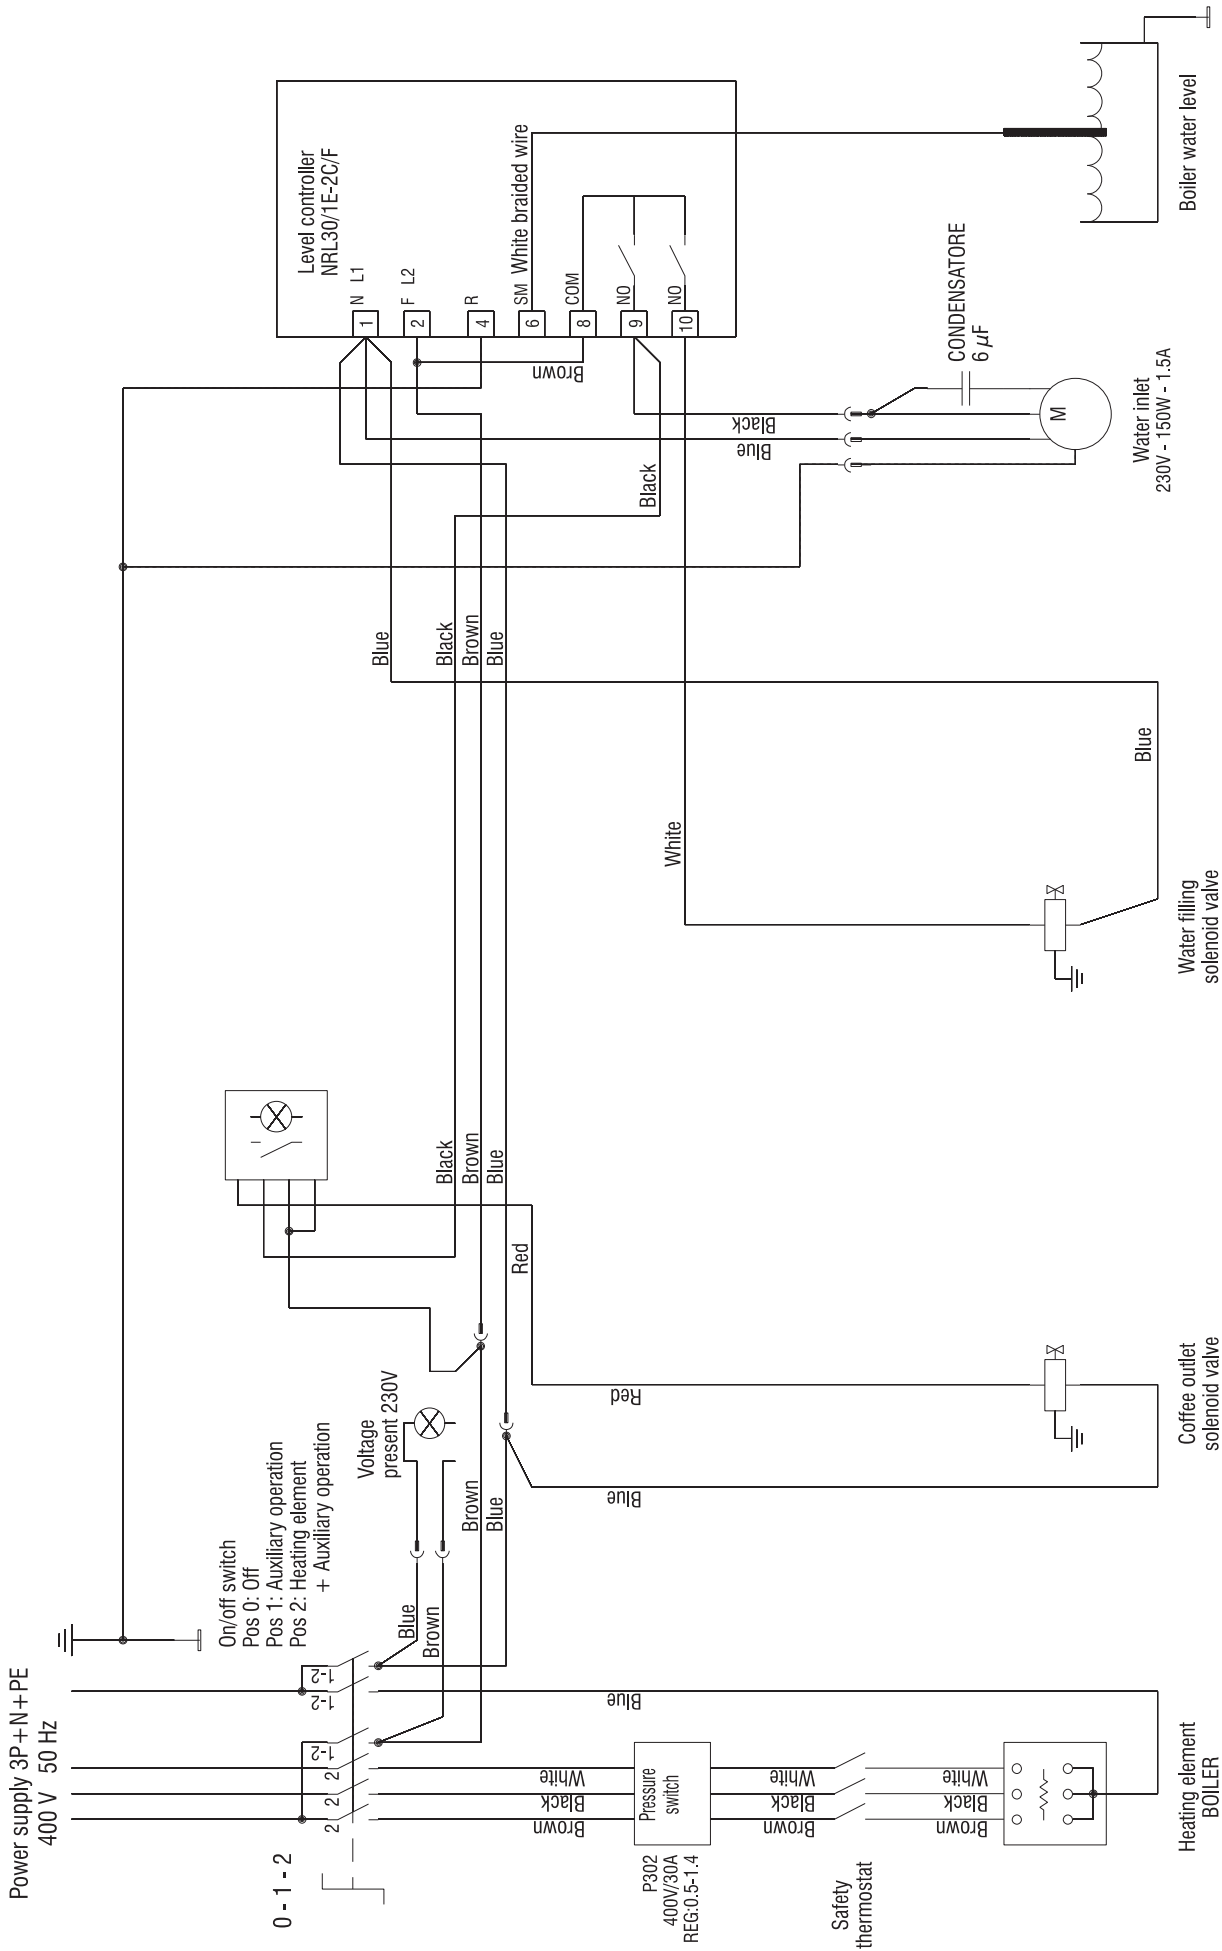 Power supply 3P+N+PE
400 V 50 Hz
0 - 1 - 2
On/off switch
Pos 0: Off
Pos 1: Auxiliary operation
Pos 2: Heating element
+ Auxiliary operation
2
2
2
1-2
1-2
1-2
Blue
Brown
Voltage
present 230V
Brown
Blue
Red
Black
Brown
Blue
Blue
Black
Brown
Blue
Level controller
NRL30/1E-2C/F
N L1
F L2
R
SM White braided wire
COM
NO
NO
1
2
4
6
8
9
10
Brown
Black
Blue
Black
CONDENSATORE
6 µF
M
Water inlet
230V - 150W - 1.5A
Boiler water level
White
Blue
Water filling
solenoid valve
Red
Blue
Coffee outlet
solenoid valve
Blue
White
Black
Brown
Pressure
switch
P302
400V/30A
REG:0.5-1.4
White
Black
Brown
Safety
thermostat
White
Black
Brown
Heating element
BOILER